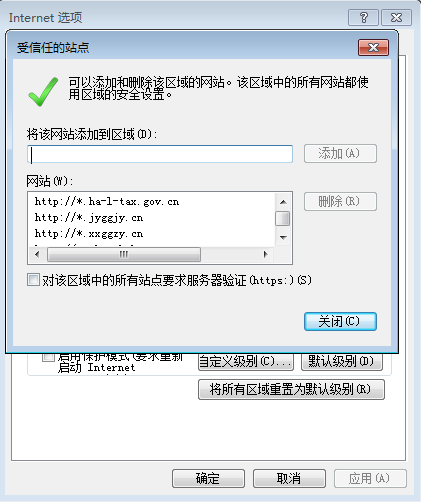 Internet 选项
受信任的站点
可以添加和删除该区域的网站。该区域中的所有网站都使
用区域的安全设置。
将该网站添加到区域(D):
添加(A)
网站(W):
http://*.ha-l-tax.gov.cn
http://*.jyggjy.cn
http://*.xxggzy.cn
删除(R)
对该区域中的所有站点要求服务器验证(https:)(S)
关闭(C)
启用保护模式(要求重新
启动 Internet
自定义级别(C)...
默认级别(D)
将所有区域重置为默认级别(R)
确定
取消
应用(A)